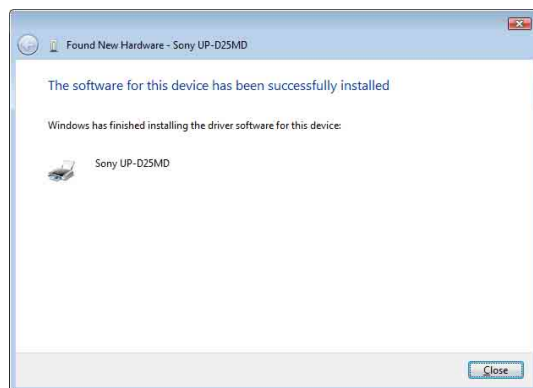 Found New Hardware - Sony UP-D25MD
The software for this device has been successfully installed
Windows has finished installing the driver software for this device:
Sony UP-D25MD
Close